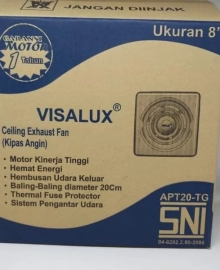 JANGAN DIINJAK
GARANSI
MOTOR
1
Tahun
Ukuran 8"
VISALUX®
Ceiling Exhaust Fan
(Kipas Angin)
• Motor Kinerja Tinggi
• Hemat Energi
• Hembusan Udara Keluar
• Baling-Baling diameter 20Cm
• Thermal Fuse Protector
• Sistem Pengantar Udara
APT20-TG
SNI